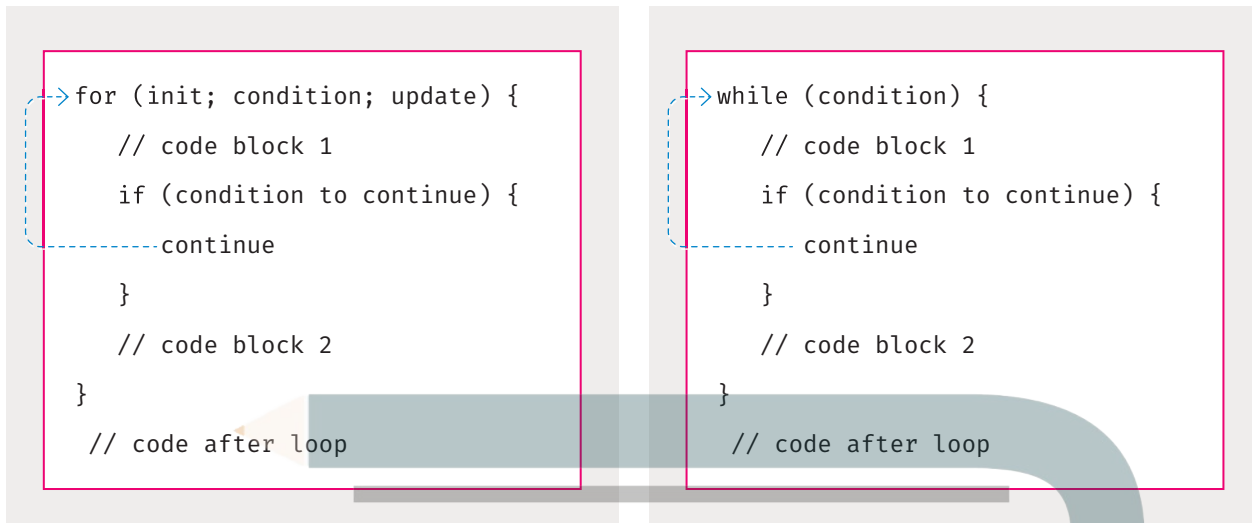 for (init; condition; update) {
// code block 1
if (condition to continue) {
continue
}
// code block 2
}
// code after loop
while (condition) {
// code block 1
if (condition to continue) {
continue
}
// code block 2
}
// code after loop